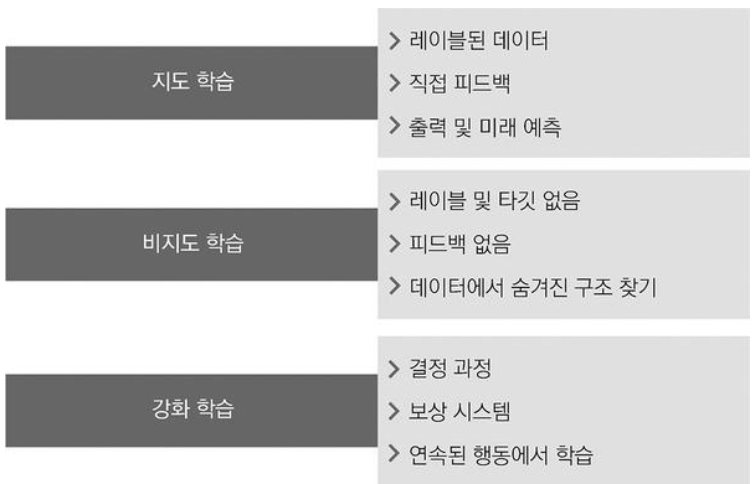 지도 학습
> 레이블된 데이터
> 직접 피드백
> 출력 및 미래 예측
비지도 학습
> 레이블 및 타깃 없음
> 피드백 없음
> 데이터에서 숨겨진 구조 찾기
강화 학습
> 결정 과정
> 보상 시스템
> 연속된 행동에서 학습